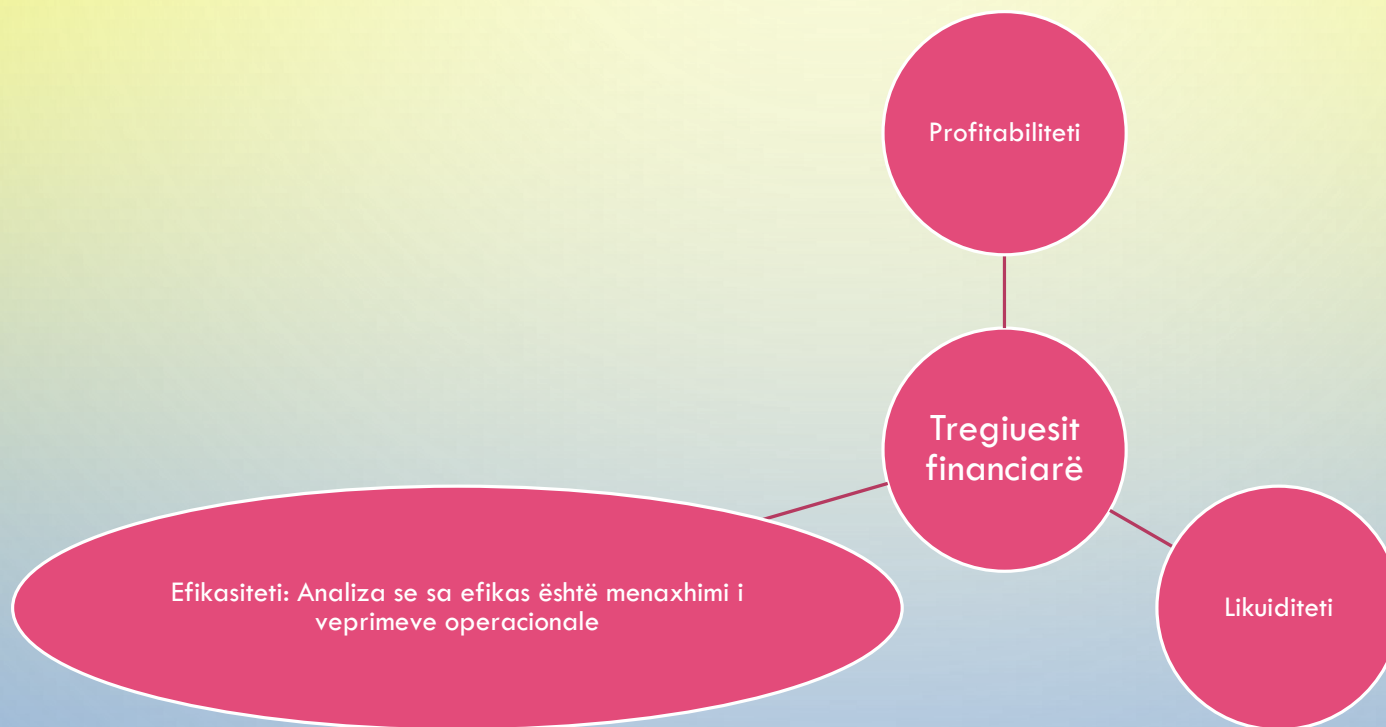 Profitabiliteti
Tregiuesit
financiarë
Efikasiteti: Analiza se sa efikas është menaxhimi i
veprimeve operacionale
Likuiditeti